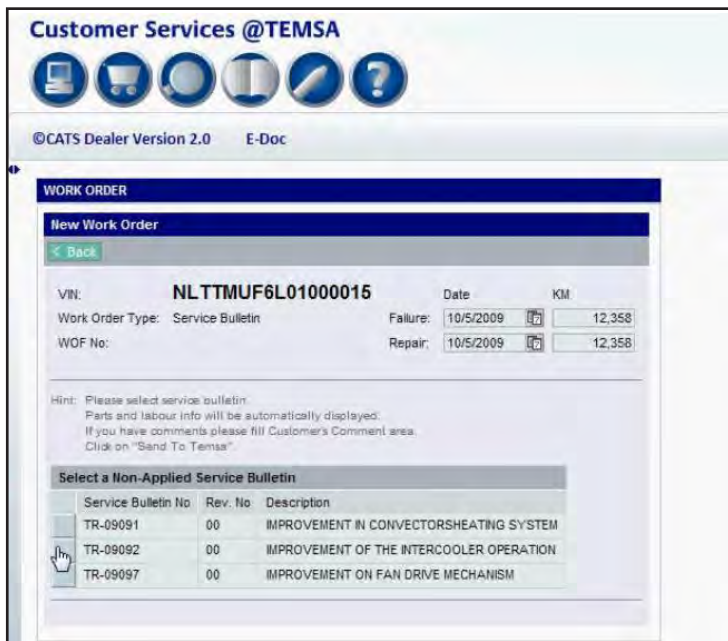 Customer Services @TEMSA
?
©CATS Dealer Version 2.0 E-Doc
WORK ORDER
New Work Order
< Back
VIN: NLTTMUF6L01000015 Date KM
Work Order Type: Service Bulletin Failure: 10/5/2009 12,358
WOF No: Repair: 10/5/2009 12,358
Hint: Please select service bulletin.
Parts and labour info will be automatically displayed.
If you have comments please fill Customer's Comment area.
Click on "Send To Temsa".
Select a Non-Applied Service Bulletin
Service Bulletin No Rev. No Description
TR-09091 00 IMPROVEMENT IN CONVECTORSHEATING SYSTEM
TR-09092 00 IMPROVEMENT OF THE INTERCOOLER OPERATION
TR-09097 00 IMPROVEMENT ON FAN DRIVE MECHANISM